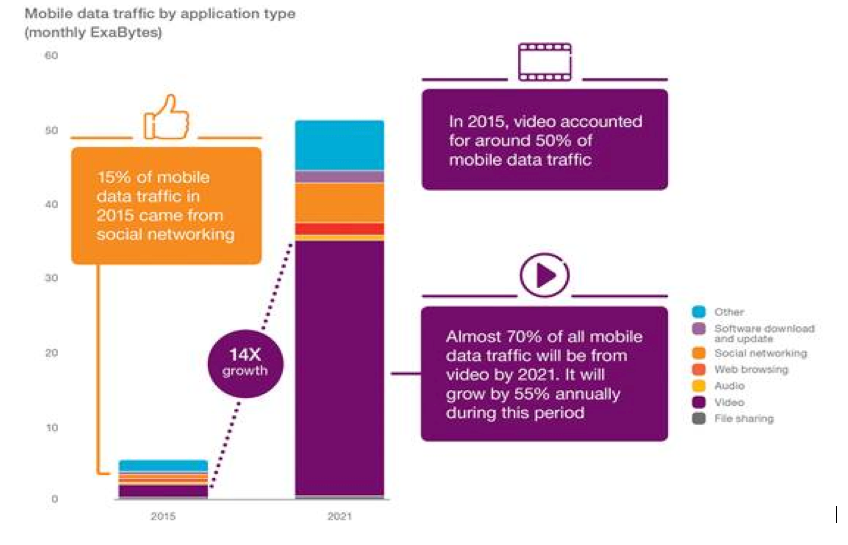 Mobile data traffic by application type
(monthly ExaBytes)
60
50
40
30
20
10
0
15% of mobile
data traffic in
2015 came from
social networking
14X
growth
2015
2021
In 2015, video accounted
for around 50% of
mobile data traffic
Almost 70% of all mobile
data traffic will be from
video by 2021. It will
grow by 55% annually
during this period
Other
Software download
and update
Social networking
Web browsing
Audio
Video
File sharing